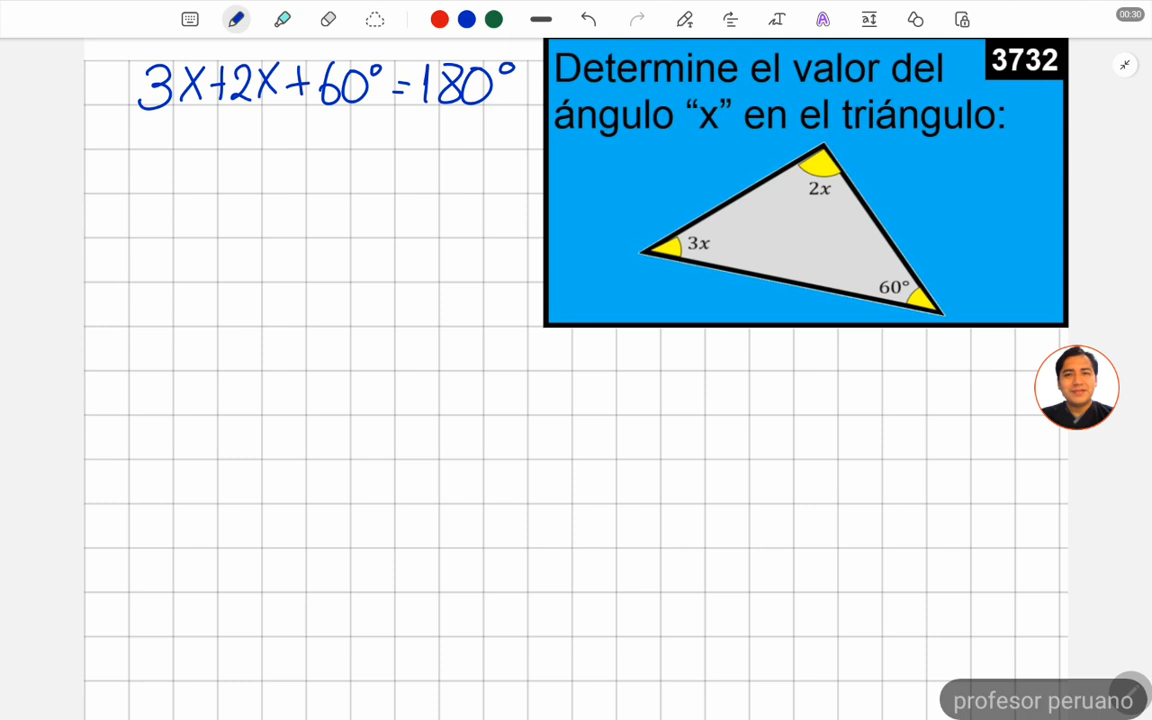 00:30
3x+2x+60°=180°
Determine el valor del
3732
ángulo “x” en el triángulo:
2x
3x
60°
profesor peruano